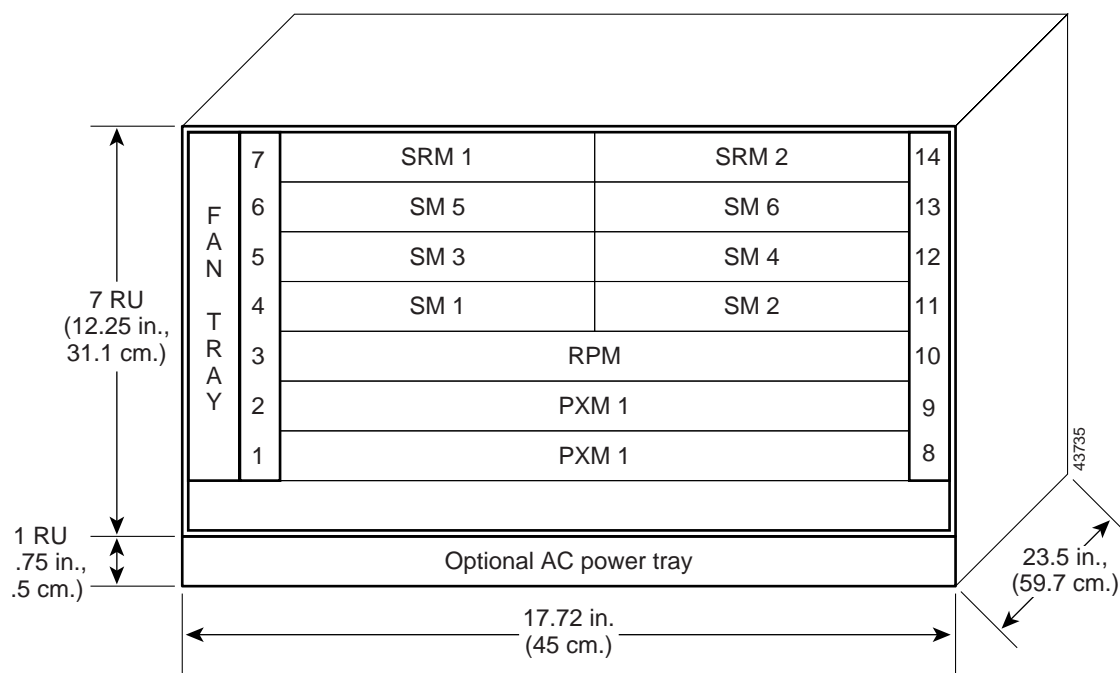 7 SRM 1 SRM 2 14
6 SM 5 SM 6 13
5 SM 3 SM 4 12
4 SM 1 SM 2 11
3 RPM 10
2 PXM 1 9
1 PXM 1 8
FAN TRAY
7 RU
(12.25 in.,
31.1 cm.)
1 RU
.75 in.,
.5 cm.)
Optional AC power tray
17.72 in.
(45 cm.)
23.5 in.,
(59.7 cm.)
43735